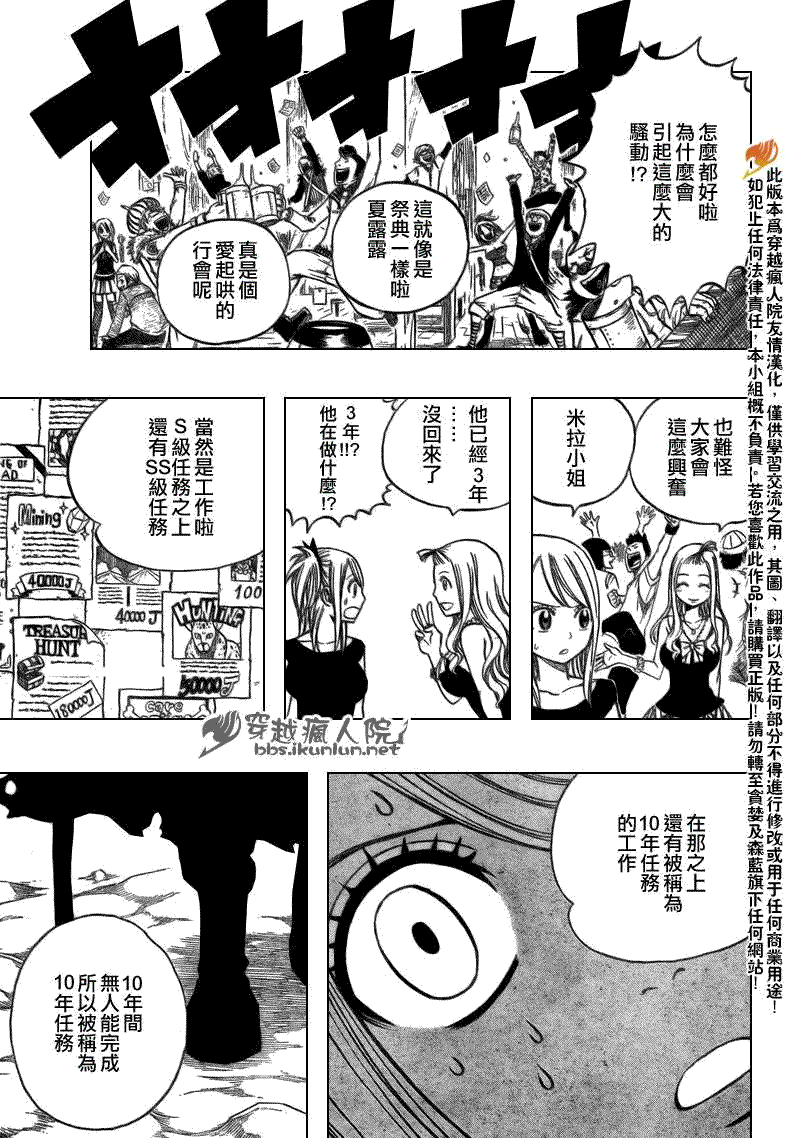 怎麼都好啦
為什麼會
引起這麼大的
騷動!?
這就像是
祭典一樣啦
夏露露
真是個
愛起哄的
行會呢
也難怪
大家會
這麼興奮
米拉小姐
他已經3年
……
沒回來了
3年!!?
他在做什麼!?
當然是工作啦
S級任務之上
還有SS級任務
NG OF
AD
Mining
40000J
TREASUR
HUNT
180000J
40000J
100
50000J
care
穿越瘋人院
bbs.ikunlun.net
在那之上
還有被稱為
10年任務
的工作
10年間
無人能完成
所以被稱為
10年任務
此版本爲穿越瘋人院友情漢化，僅供學習交流之用，其圖、翻譯以及任何部分不得進行修改或用于任何商業用途！
如犯止任何法律責任，本小組概不負責。若您喜歡此作品，請購買正版!!請勿轉至貪婪及森藍旗下任何網站！